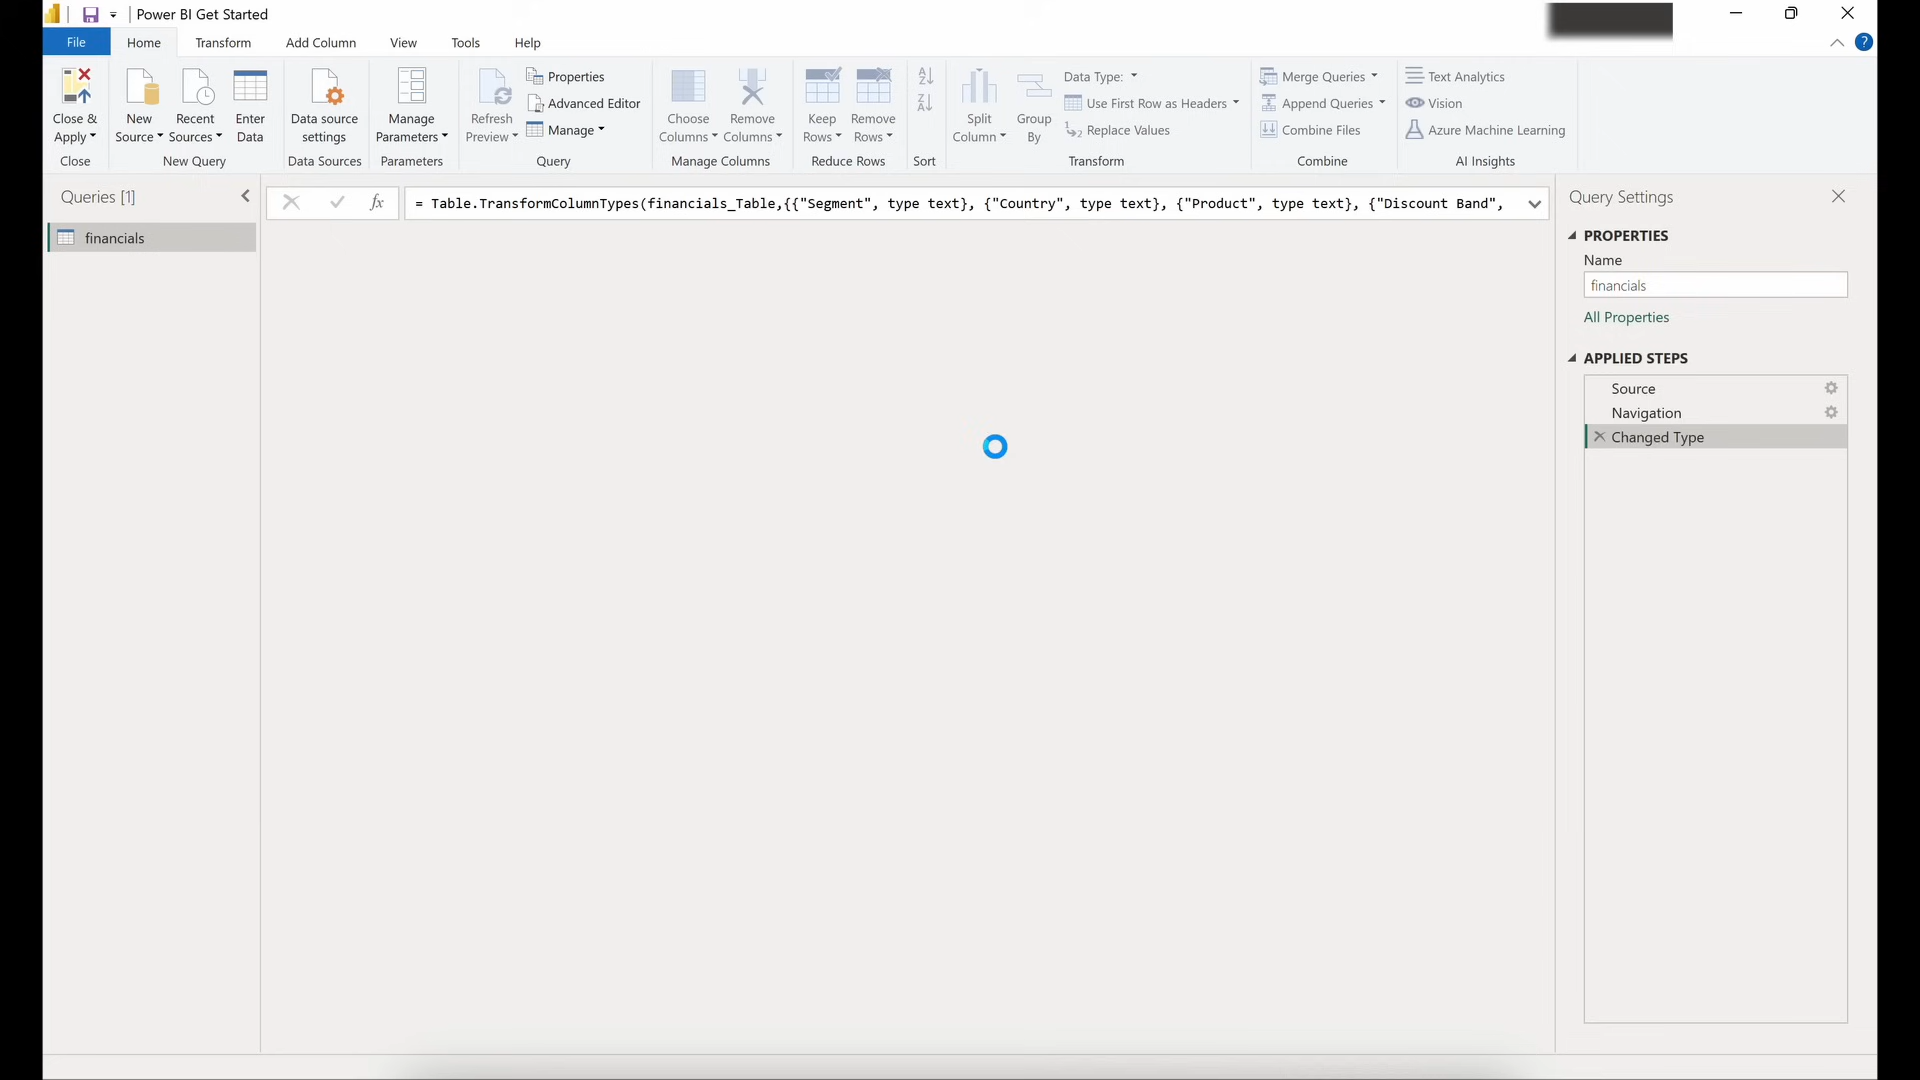 Power BI Get Started
File Home Transform Add Column View Tools Help
?
Close & Apply
Close
New Source
Recent Sources
Enter Data
New Query
Data source settings
Data Sources
Manage Parameters
Parameters
Refresh Preview
Properties
Advanced Editor
Manage
Query
Choose Columns
Remove Columns
Manage Columns
Keep Rows
Remove Rows
Reduce Rows
Sort
Split Column
Group By
Data Type:
Use First Row as Headers
Replace Values
Transform
Merge Queries
Append Queries
Combine Files
Combine
Text Analytics
Vision
Azure Machine Learning
AI Insights
Queries [1]
financials
fx
= Table.TransformColumnTypes(financials_Table,{{"Segment", type text}, {"Country", type text}, {"Product", type text}, {"Discount Band",
Query Settings
PROPERTIES
Name
financials
All Properties
APPLIED STEPS
Source
Navigation
Changed Type